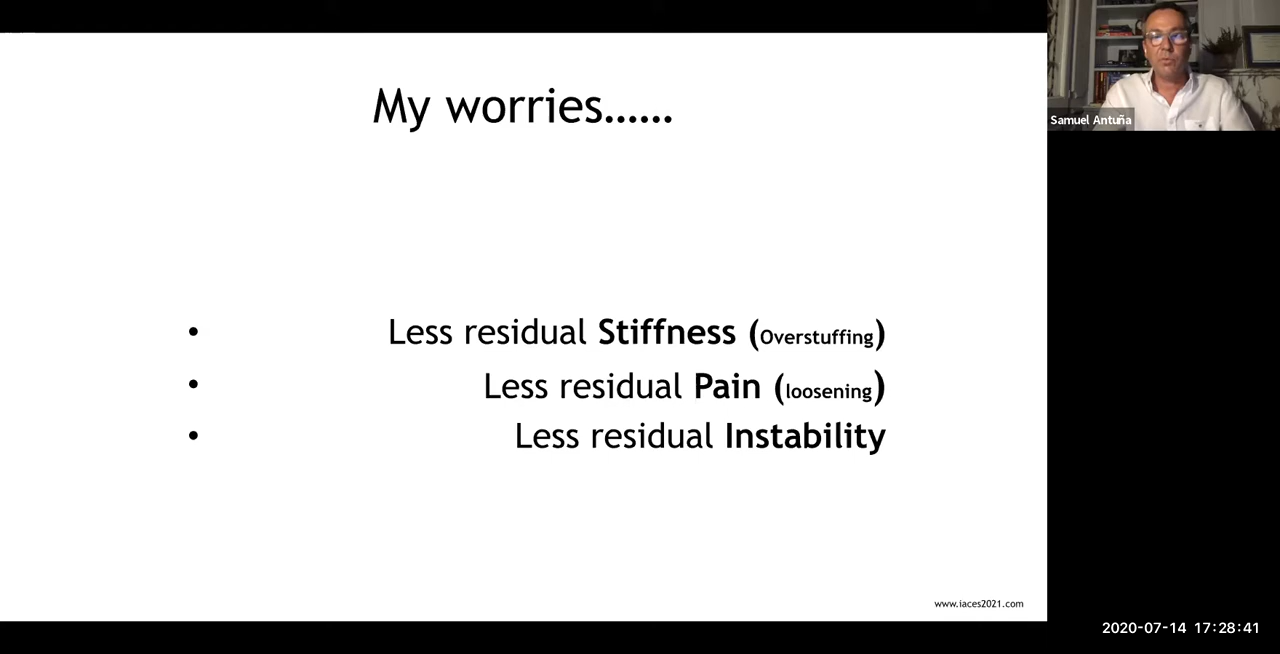 My worries......
Samuel Antuña
• Less residual Stiffness (Overstuffing)
• Less residual Pain (loosening)
• Less residual Instability
www.iaces2021.com
2020-07-14 17:28:41